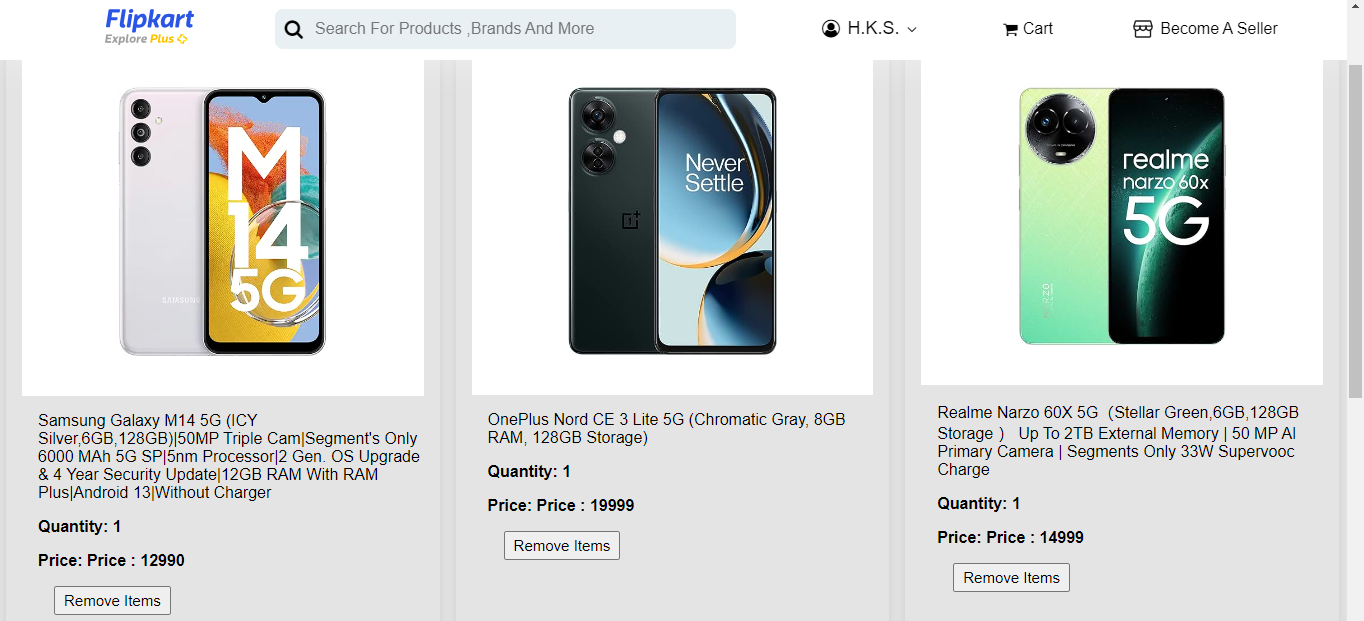 Flipkart
Explore Plus
Search For Products ,Brands And More
H.K.S.
Cart
Become A Seller
M
14
5G
SAMSUNG
Never
Settle
realme
narzo 60x
5G
NARZO
Samsung Galaxy M14 5G (ICY
Silver,6GB,128GB)|50MP Triple Cam|Segment's Only
6000 MAh 5G SP|5nm Processor|2 Gen. OS Upgrade
& 4 Year Security Update|12GB RAM With RAM
Plus|Android 13|Without Charger
Quantity: 1
Price: Price : 12990
Remove Items
OnePlus Nord CE 3 Lite 5G (Chromatic Gray, 8GB
RAM, 128GB Storage)
Quantity: 1
Price: Price : 19999
Remove Items
Realme Narzo 60X 5G（Stellar Green,6GB,128GB
Storage ） Up To 2TB External Memory | 50 MP AI
Primary Camera | Segments Only 33W Supervooc
Charge
Quantity: 1
Price: Price : 14999
Remove Items